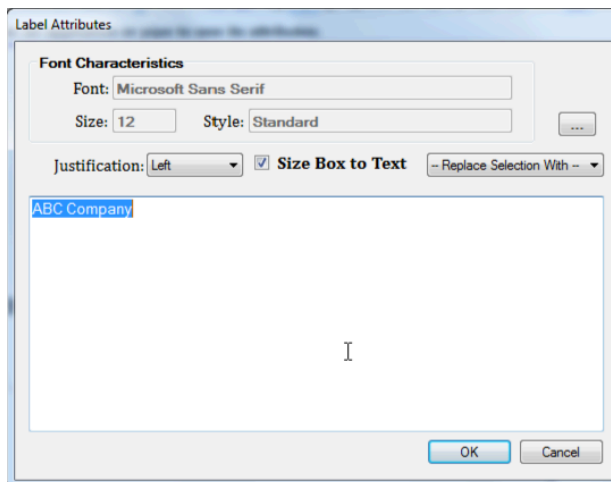 Label Attributes
Font Characteristics
Font: Microsoft Sans Serif
Size: 12 Style: Standard
...
Justification: Left Size Box to Text -- Replace Selection With --
ABC Company
OK Cancel